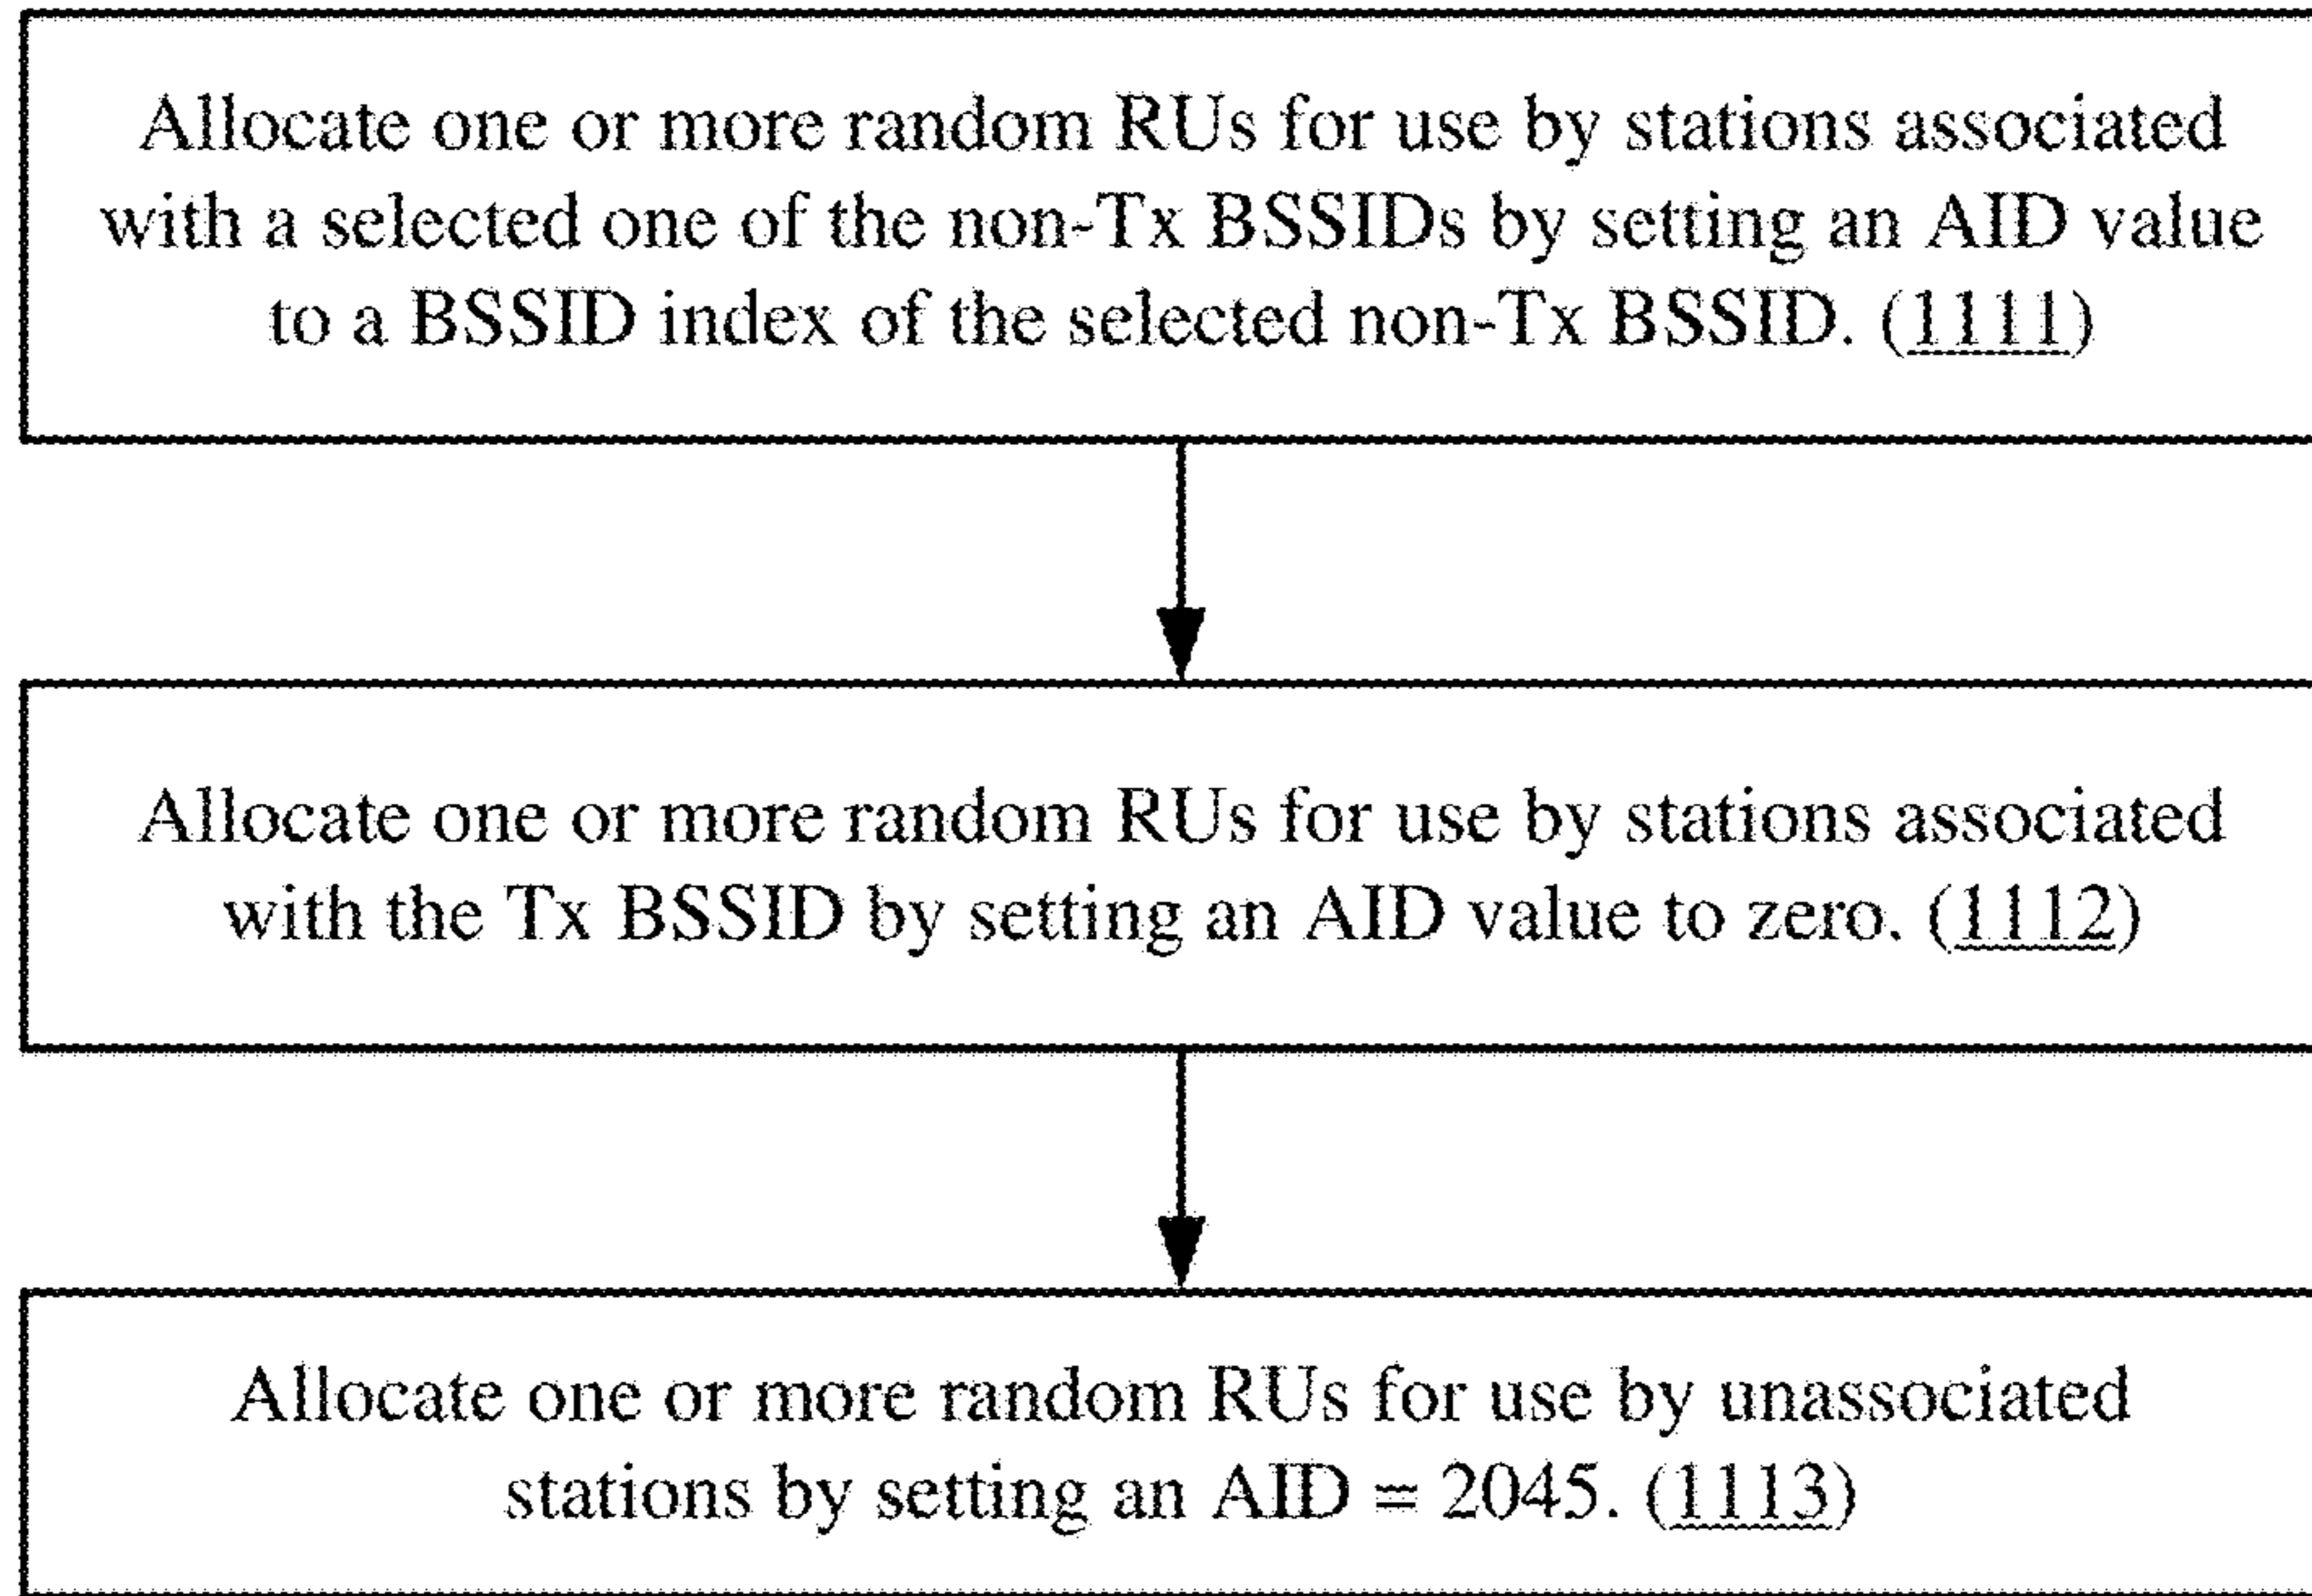 Allocate one or more random RUs for use by stations associated
with a selected one of the non-Tx BSSIDs by setting an AID value
to a BSSID index of the selected non-Tx BSSID. (1111)
Allocate one or more random RUs for use by stations associated
with the Tx BSSID by setting an AID value to zero. (1112)
Allocate one or more random RUs for use by unassociated
stations by setting an AID = 2045. (1113)